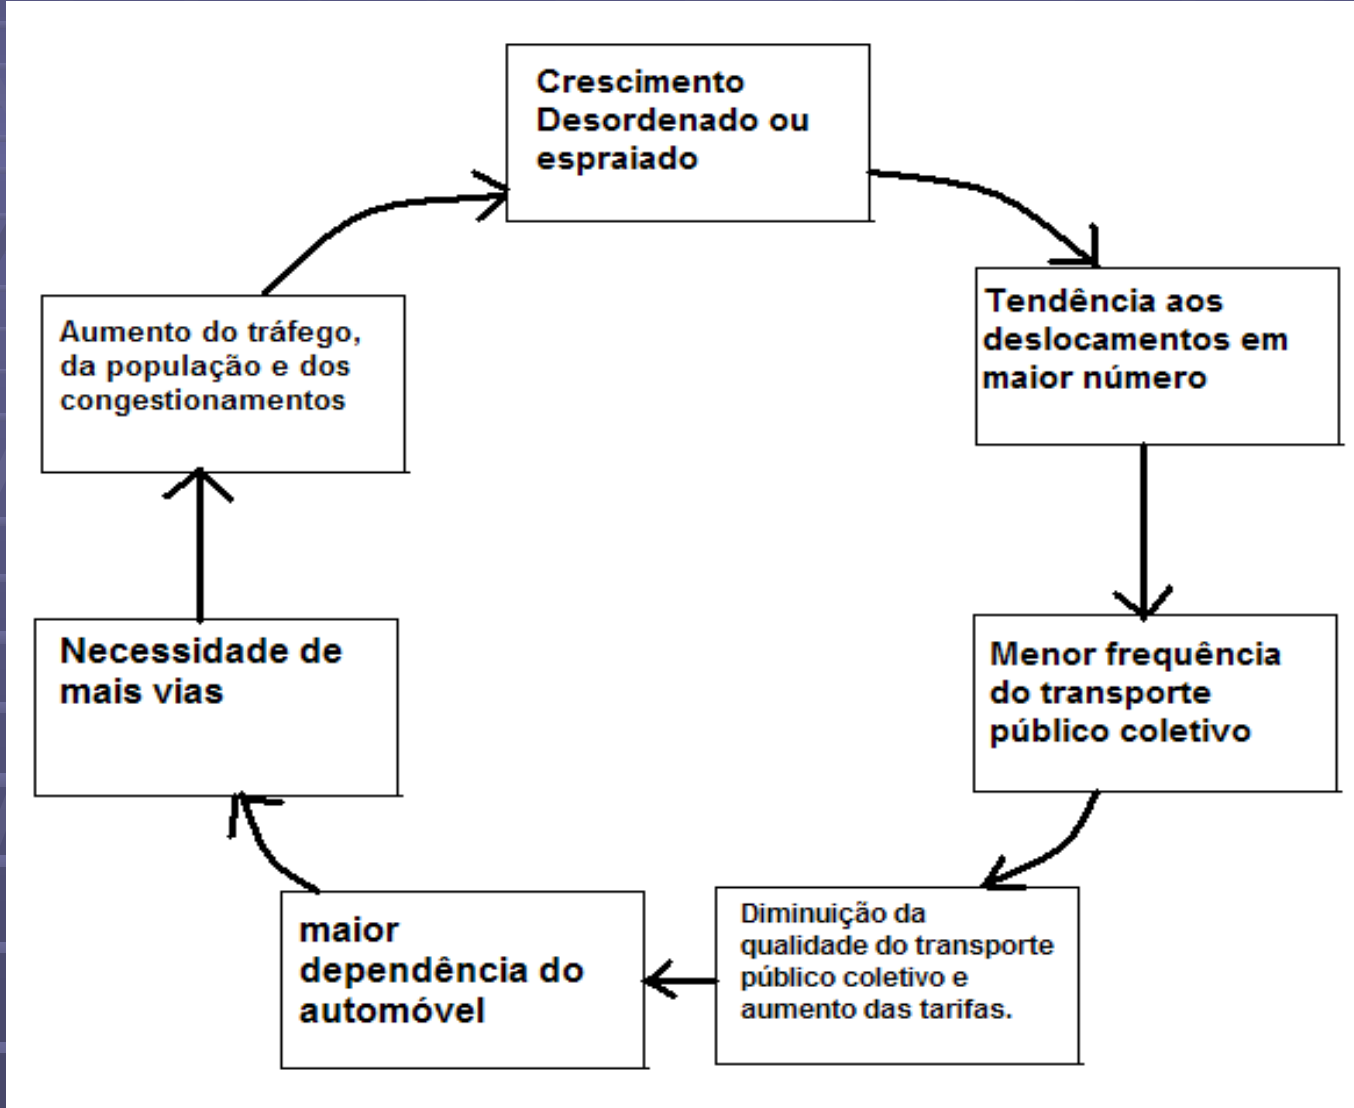 Crescimento
Desordenado ou
espraiado
Tendência aos
deslocamentos em
maior número
Menor frequência
do transporte
público coletivo
Diminuição da
qualidade do transporte
público coletivo e
aumento das tarifas.
maior
dependência do
automóvel
Necessidade de
mais vias
Aumento do tráfego,
da população e dos
congestionamentos